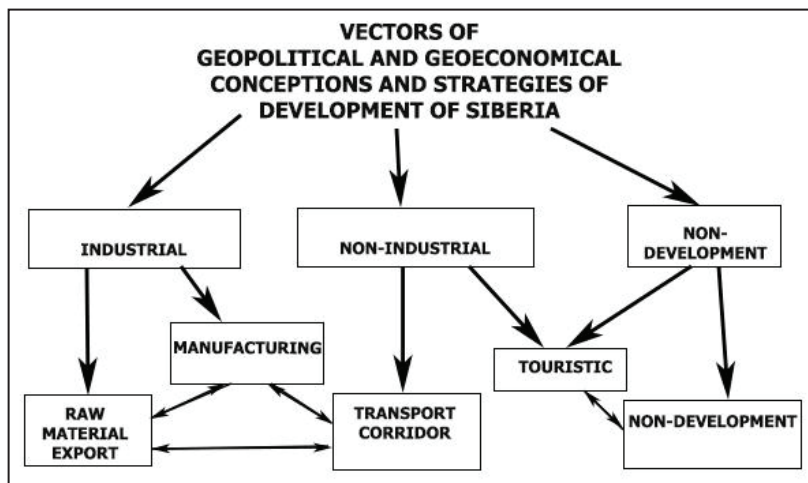 VECTORS OF
GEOPOLITICAL AND GEOECONOMICAL
CONCEPTIONS AND STRATEGIES OF
DEVELOPMENT OF SIBERIA
INDUSTRIAL
NON-INDUSTRIAL
NON-
DEVELOPMENT
MANUFACTURING
TOURISTIC
RAW
MATERIAL
EXPORT
TRANSPORT
CORRIDOR
NON-DEVELOPMENT